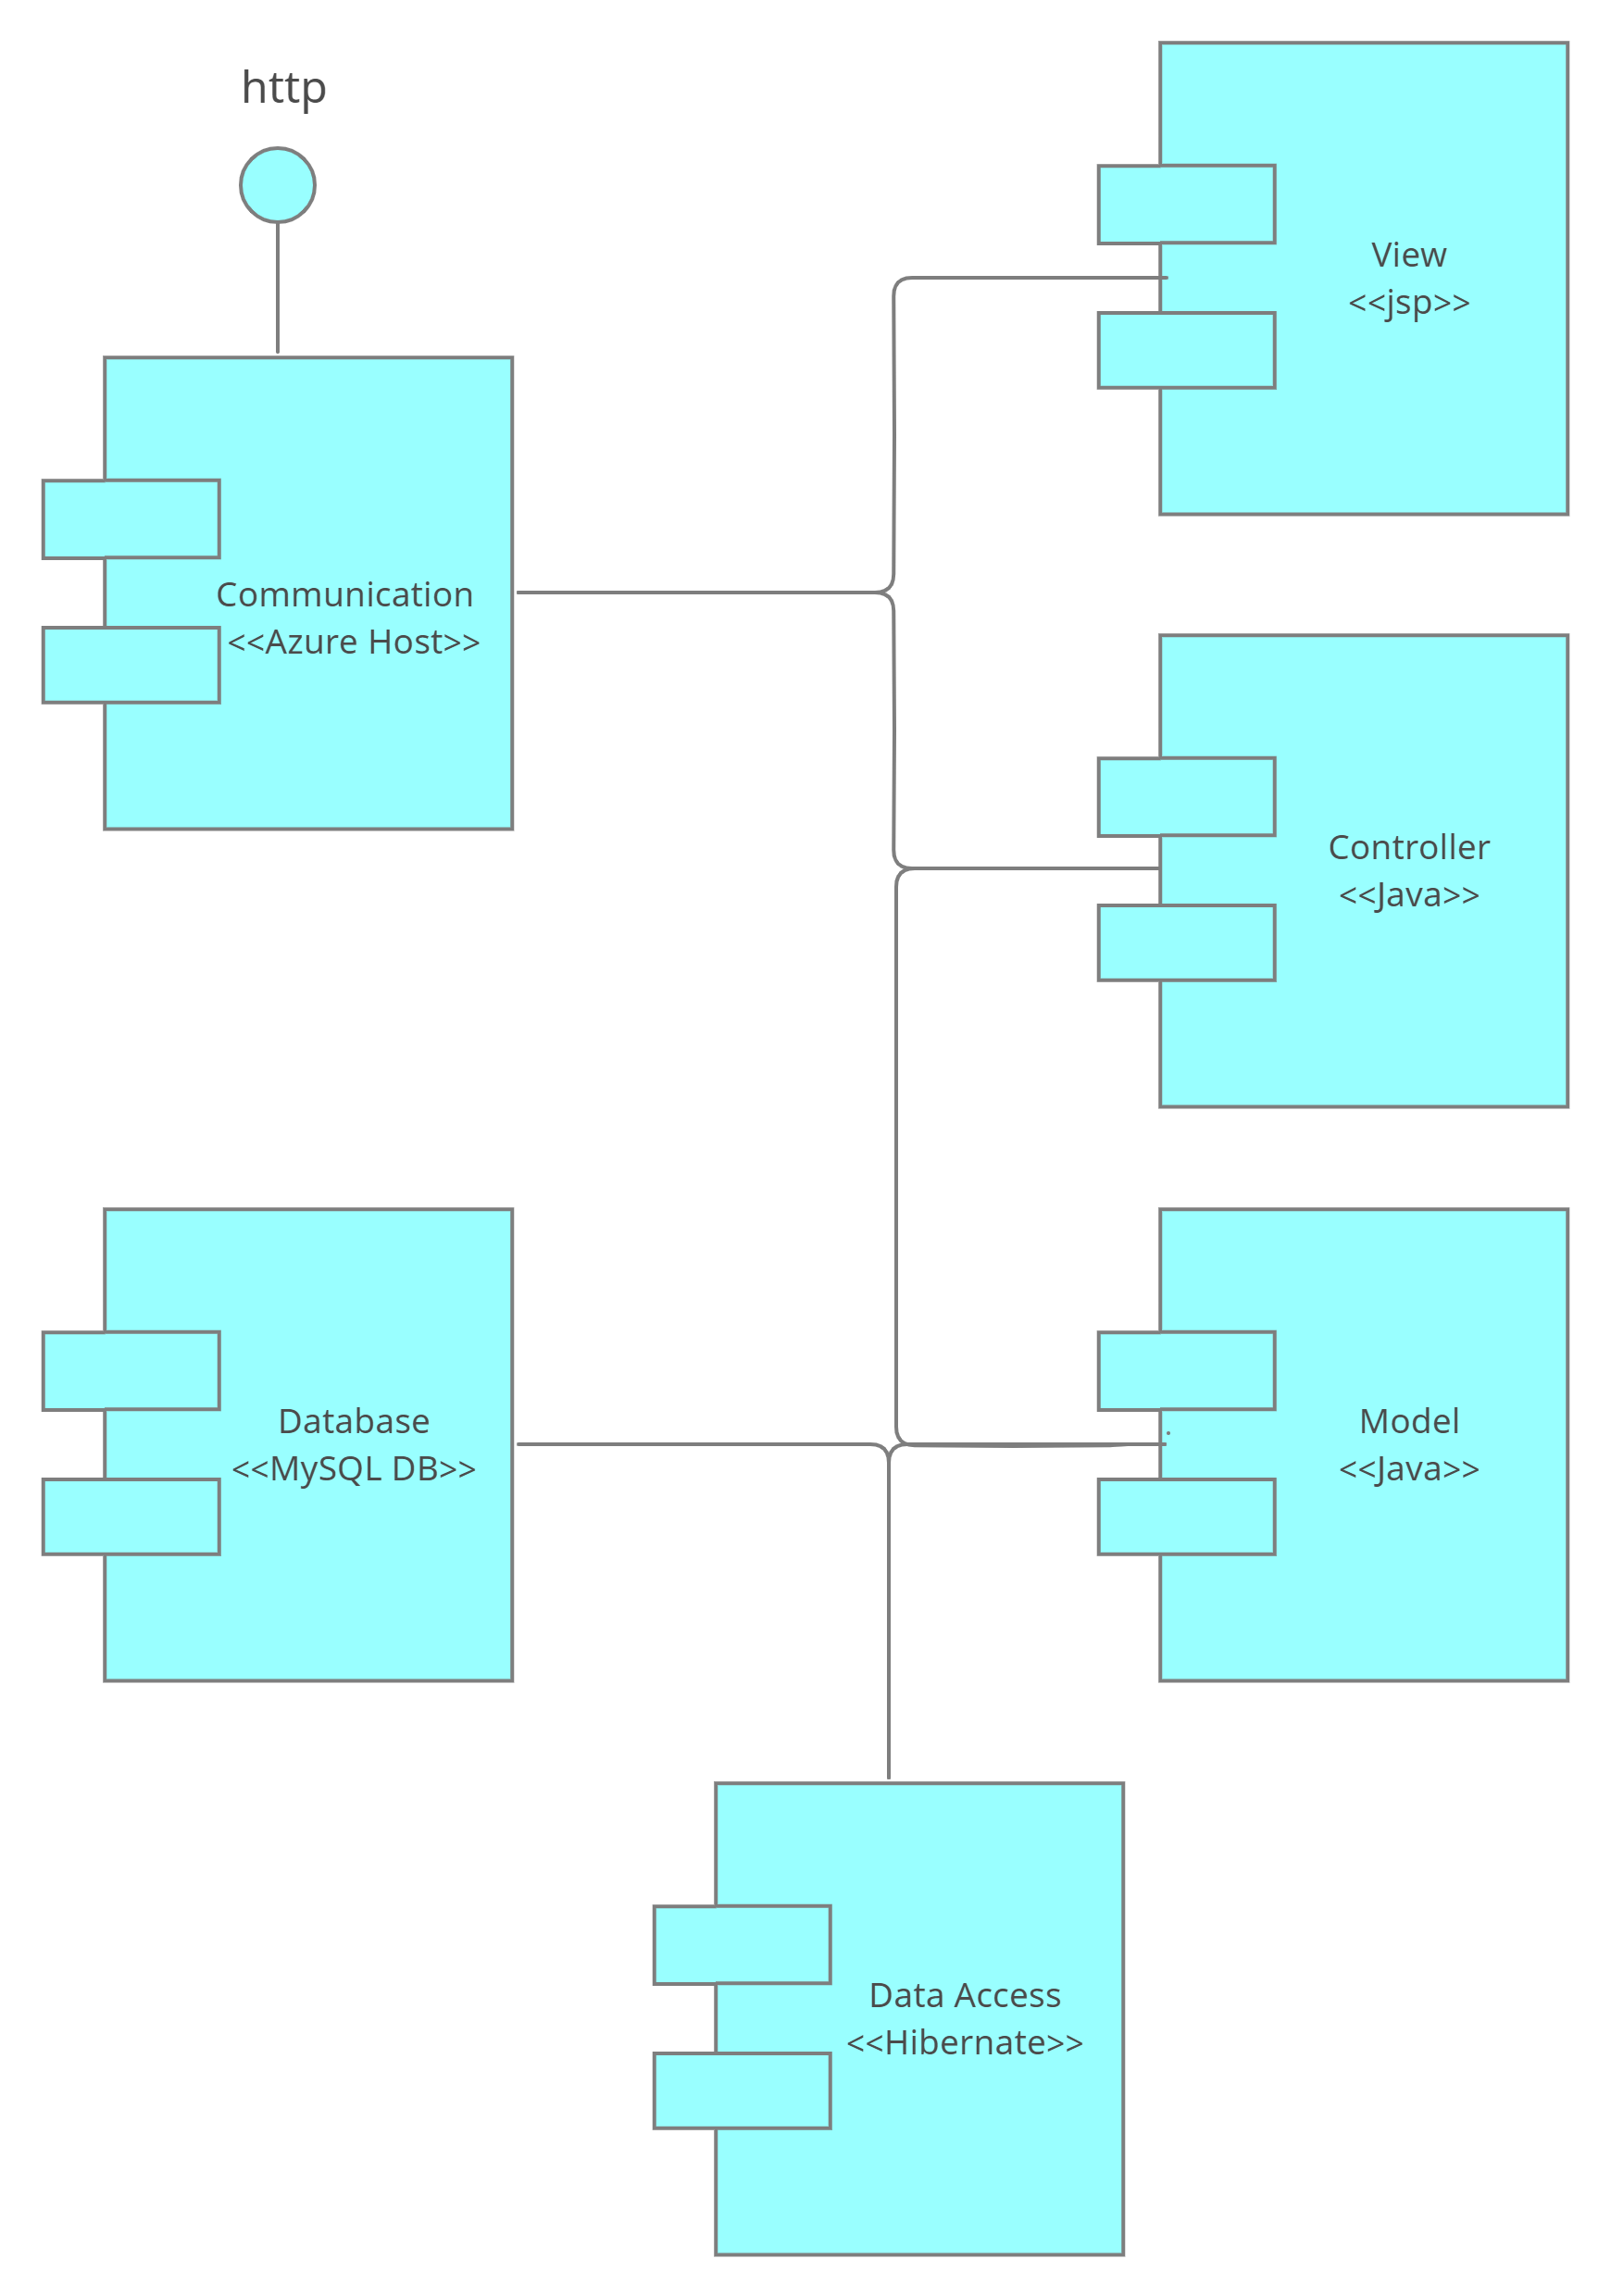 http
View
<<jsp>>
Communication
<<Azure Host>>
Controller
<<Java>>
Database
<<MySQL DB>>
Model
<<Java>>
Data Access
<<Hibernate>>